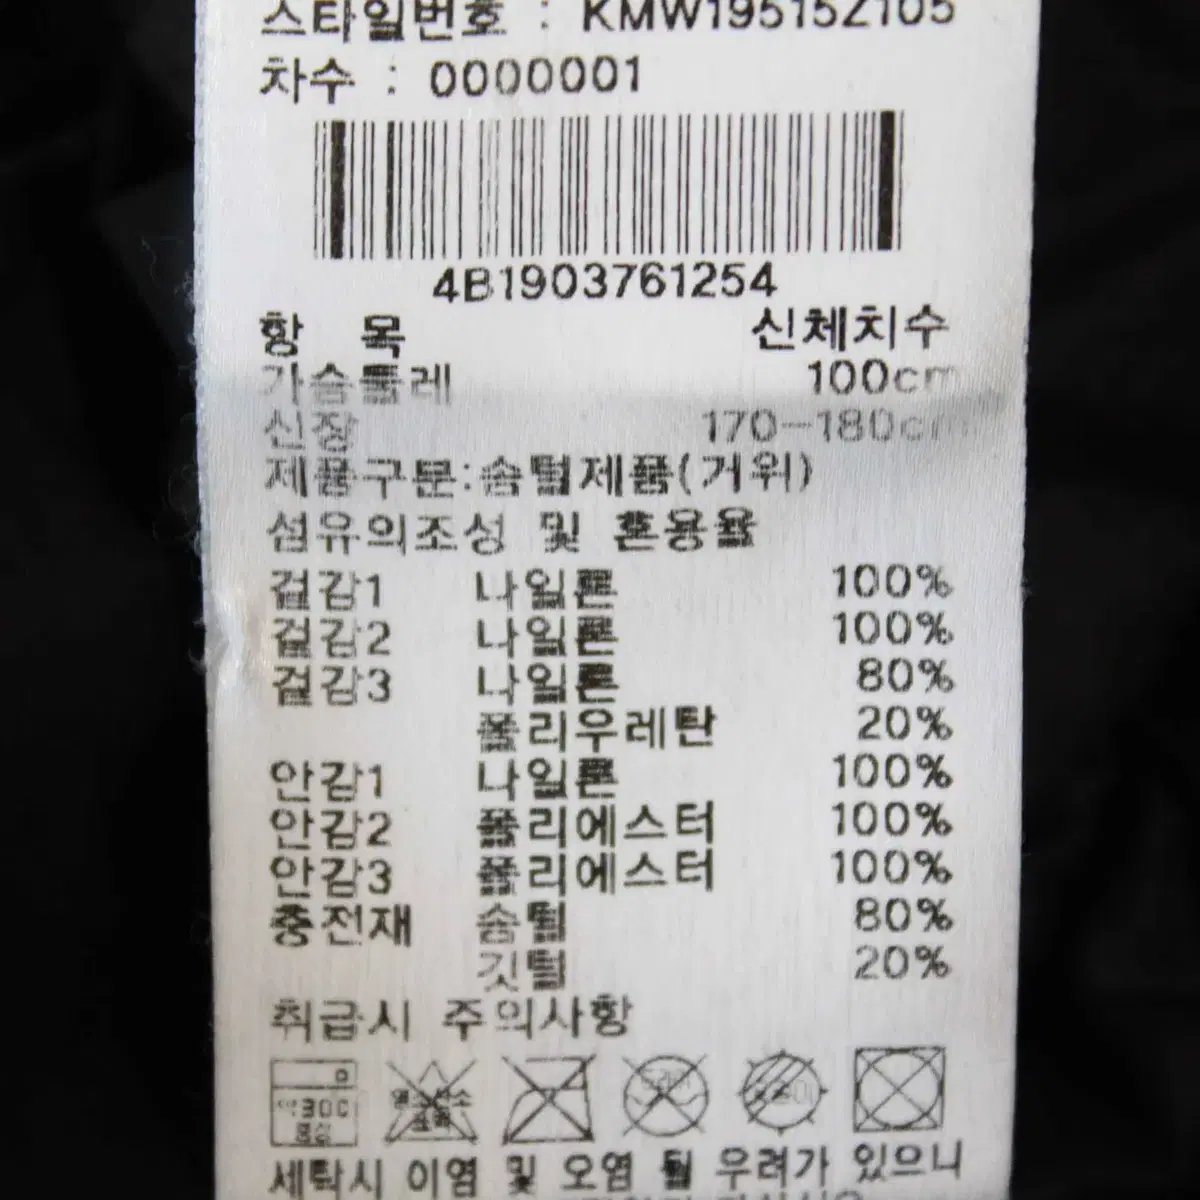 스타일번호 : KMW19515Z105
차수 : 0000001
4B1903761254
항 목 신체치수
가슴둘레 100cm
신장 170-180cm
제품구분:솜털제품(거위)
섬유의조성 및 혼용율
겉감1 나일론 100%
겉감2 나일론 100%
겉감3 나일론 80%
폴리우레탄 20%
안감1 나일론 100%
안감2 폴리에스터 100%
안감3 폴리에스터 100%
충전재 솜털 80%
깃털 20%
취급시 주의사항
약30℃
중성
세탁시 이염 및 오염 될 우려가 있으니